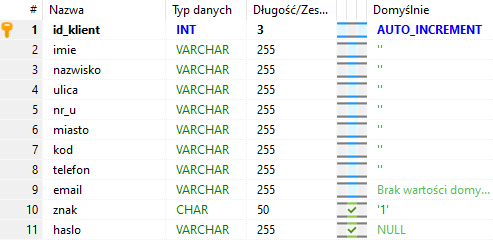 # Nazwa Typ danych Długość/Zes... Domyślnie
1 id_klient INT 3 AUTO_INCREMENT
2 imie VARCHAR 255 ''
3 nazwisko VARCHAR 255 ''
4 ulica VARCHAR 255 ''
5 nr_u VARCHAR 255 ''
6 miasto VARCHAR 255 ''
7 kod VARCHAR 255 ''
8 telefon VARCHAR 255 ''
9 email VARCHAR 255 Brak wartości domy...
10 znak CHAR 50 '1'
11 haslo VARCHAR 255 NULL